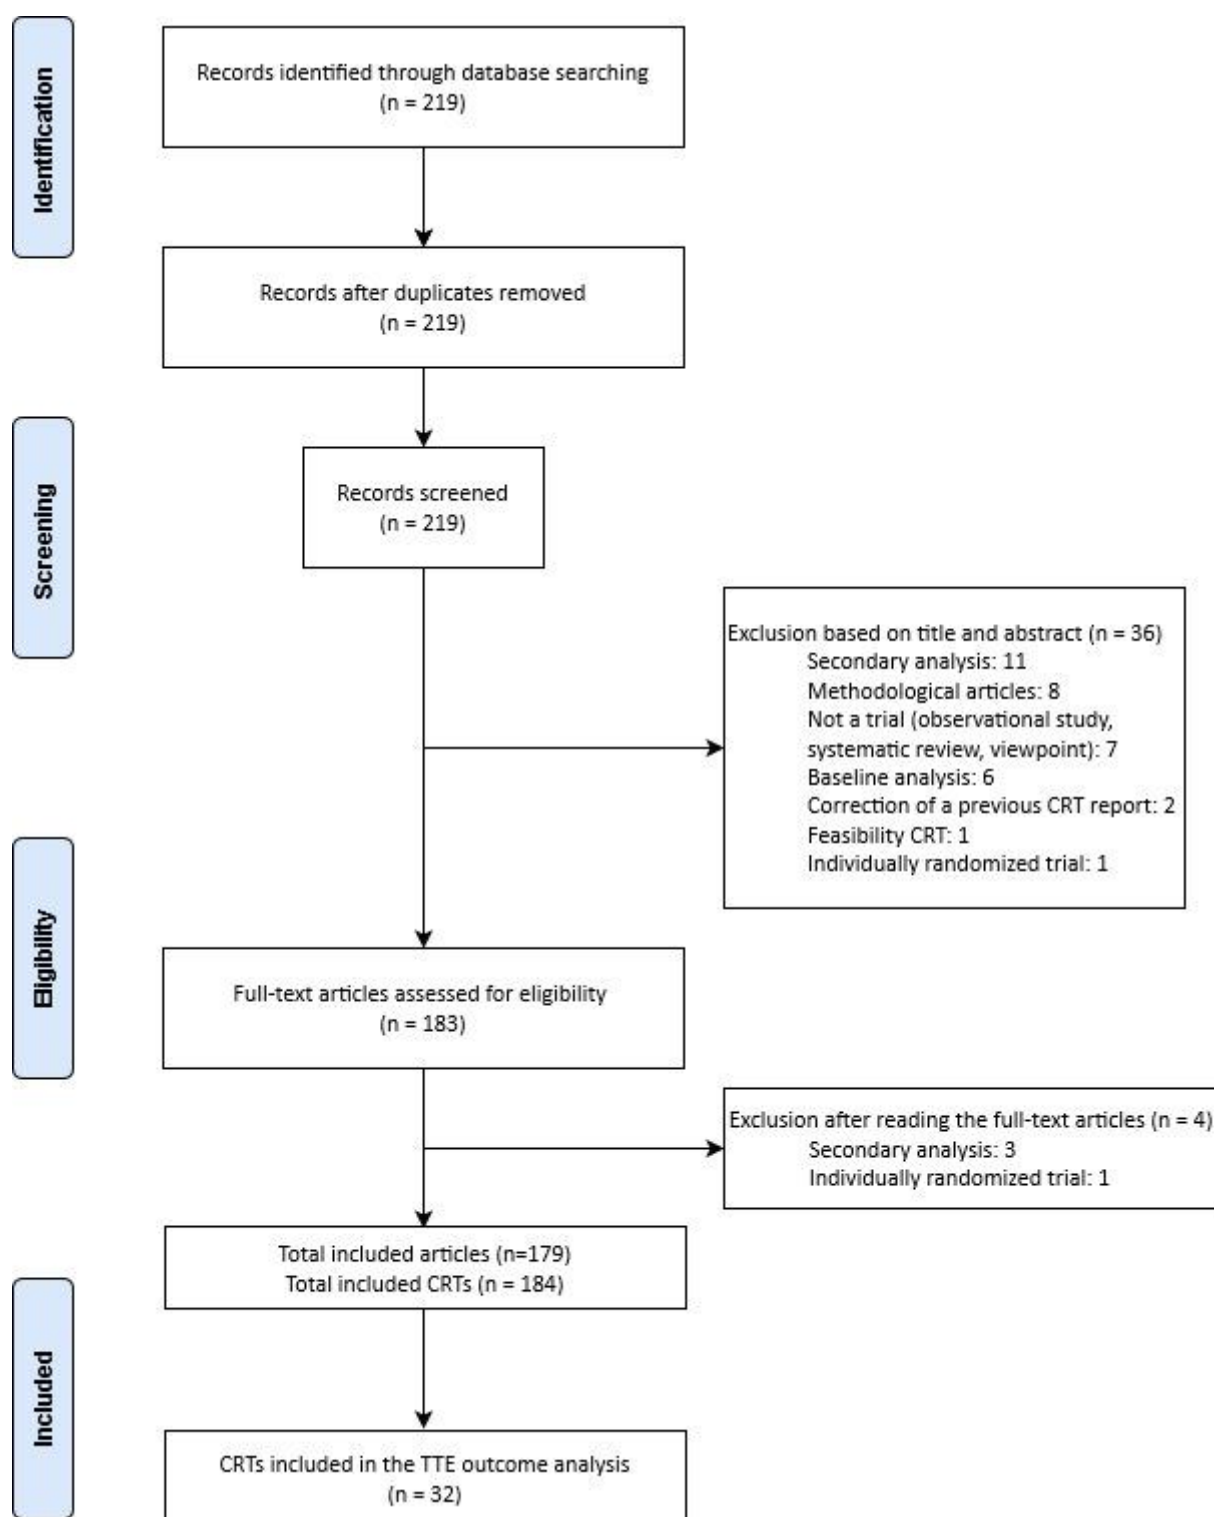 Identification
Records identified through database searching
(n = 219)
Records after duplicates removed
(n = 219)
Screening
Records screened
(n = 219)
Exclusion based on title and abstract (n = 36)
Secondary analysis: 11
Methodological articles: 8
Not a trial (observational study,
systematic review, viewpoint): 7
Baseline analysis: 6
Correction of a previous CRT report: 2
Feasibility CRT: 1
Individually randomized trial: 1
Eligibility
Full-text articles assessed for eligibility
(n = 183)
Exclusion after reading the full-text articles (n = 4)
Secondary analysis: 3
Individually randomized trial: 1
Included
Total included articles (n=179)
Total included CRTs (n = 184)
CRTs included in the TTE outcome analysis
(n = 32)